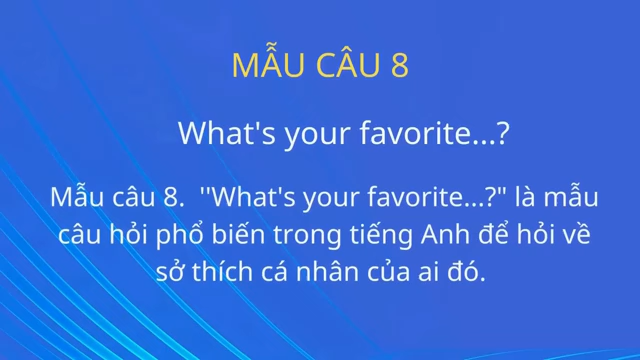 MẪU CÂU 8
What's your favorite...?
Mẫu câu 8.  ''What's your favorite...?" là mẫu
câu hỏi phổ biến trong tiếng Anh để hỏi về
sở thích cá nhân của ai đó.